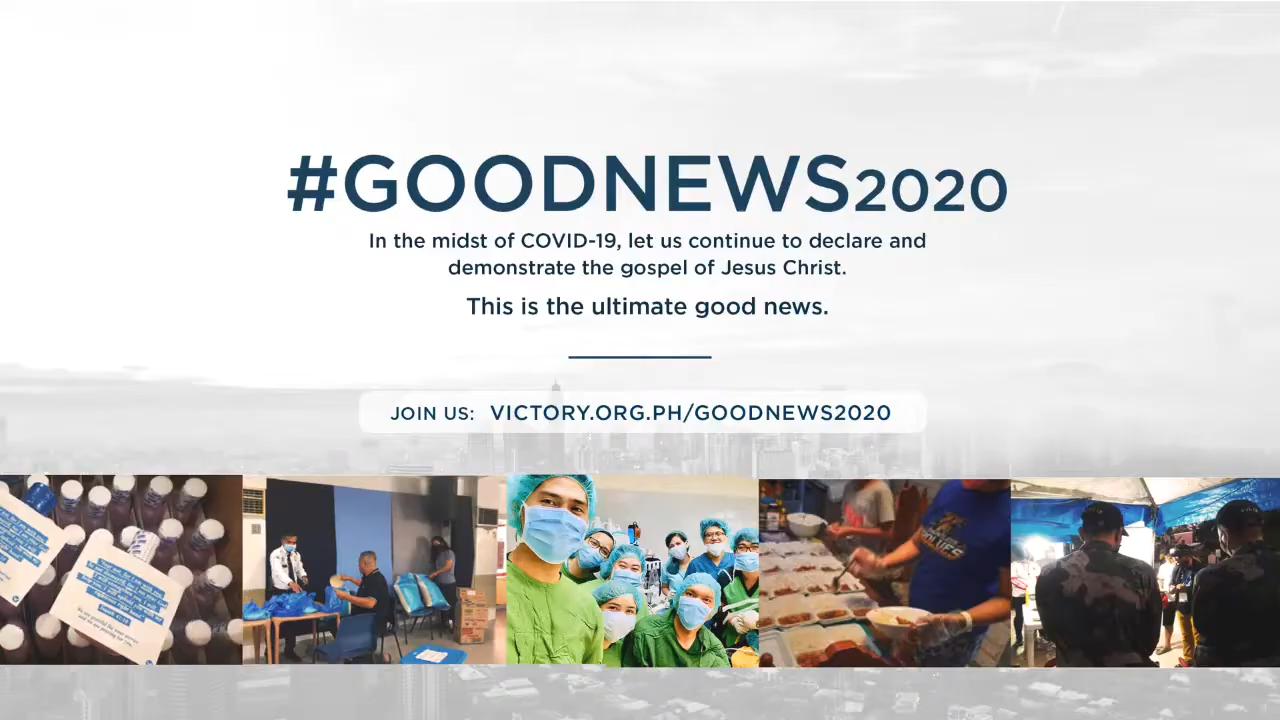 #GOODNEWS2020
In the midst of COVID-19, let us continue to declare and
demonstrate the gospel of Jesus Christ.
This is the ultimate good news.
JOIN US: VICTORY.ORG.PH/GOODNEWS2020